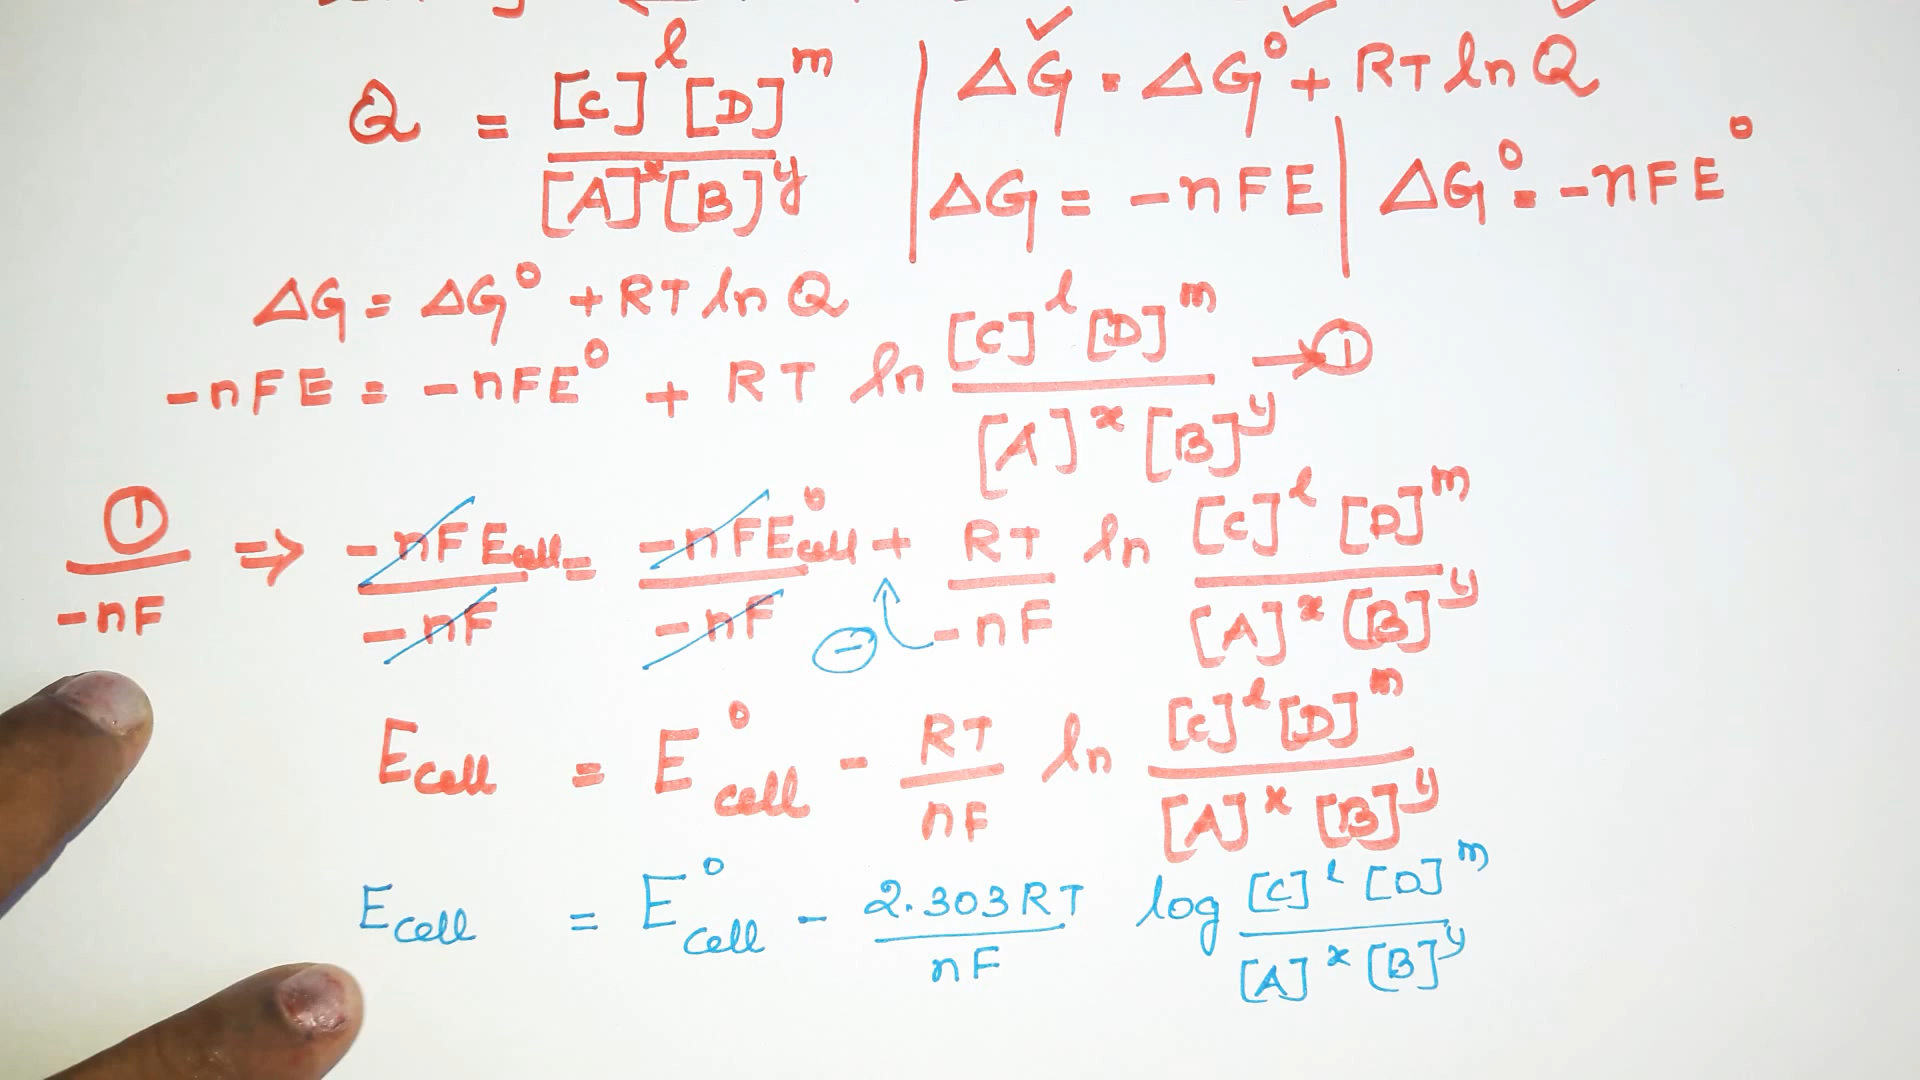 Q = [C]^l [D]^m / [A]^x [B]^y | ΔG = ΔG° + RT ln Q
ΔG = -nFE | ΔG° = -nFE°
ΔG = ΔG° + RT ln Q
-nFE = -nFE° + RT ln [C]^l [D]^m / [A]^x [B]^y → ①
① / -nF ⇒ -nFEcell / -nF = -nFE°cell / -nF + RT / -nF ln [C]^l [D]^m / [A]^x [B]^y
⊖
Ecell = E°cell - RT / nF ln [C]^l [D]^m / [A]^x [B]^y
Ecell = E°cell - 2.303RT / nF log [C]^l [D]^m / [A]^x [B]^y